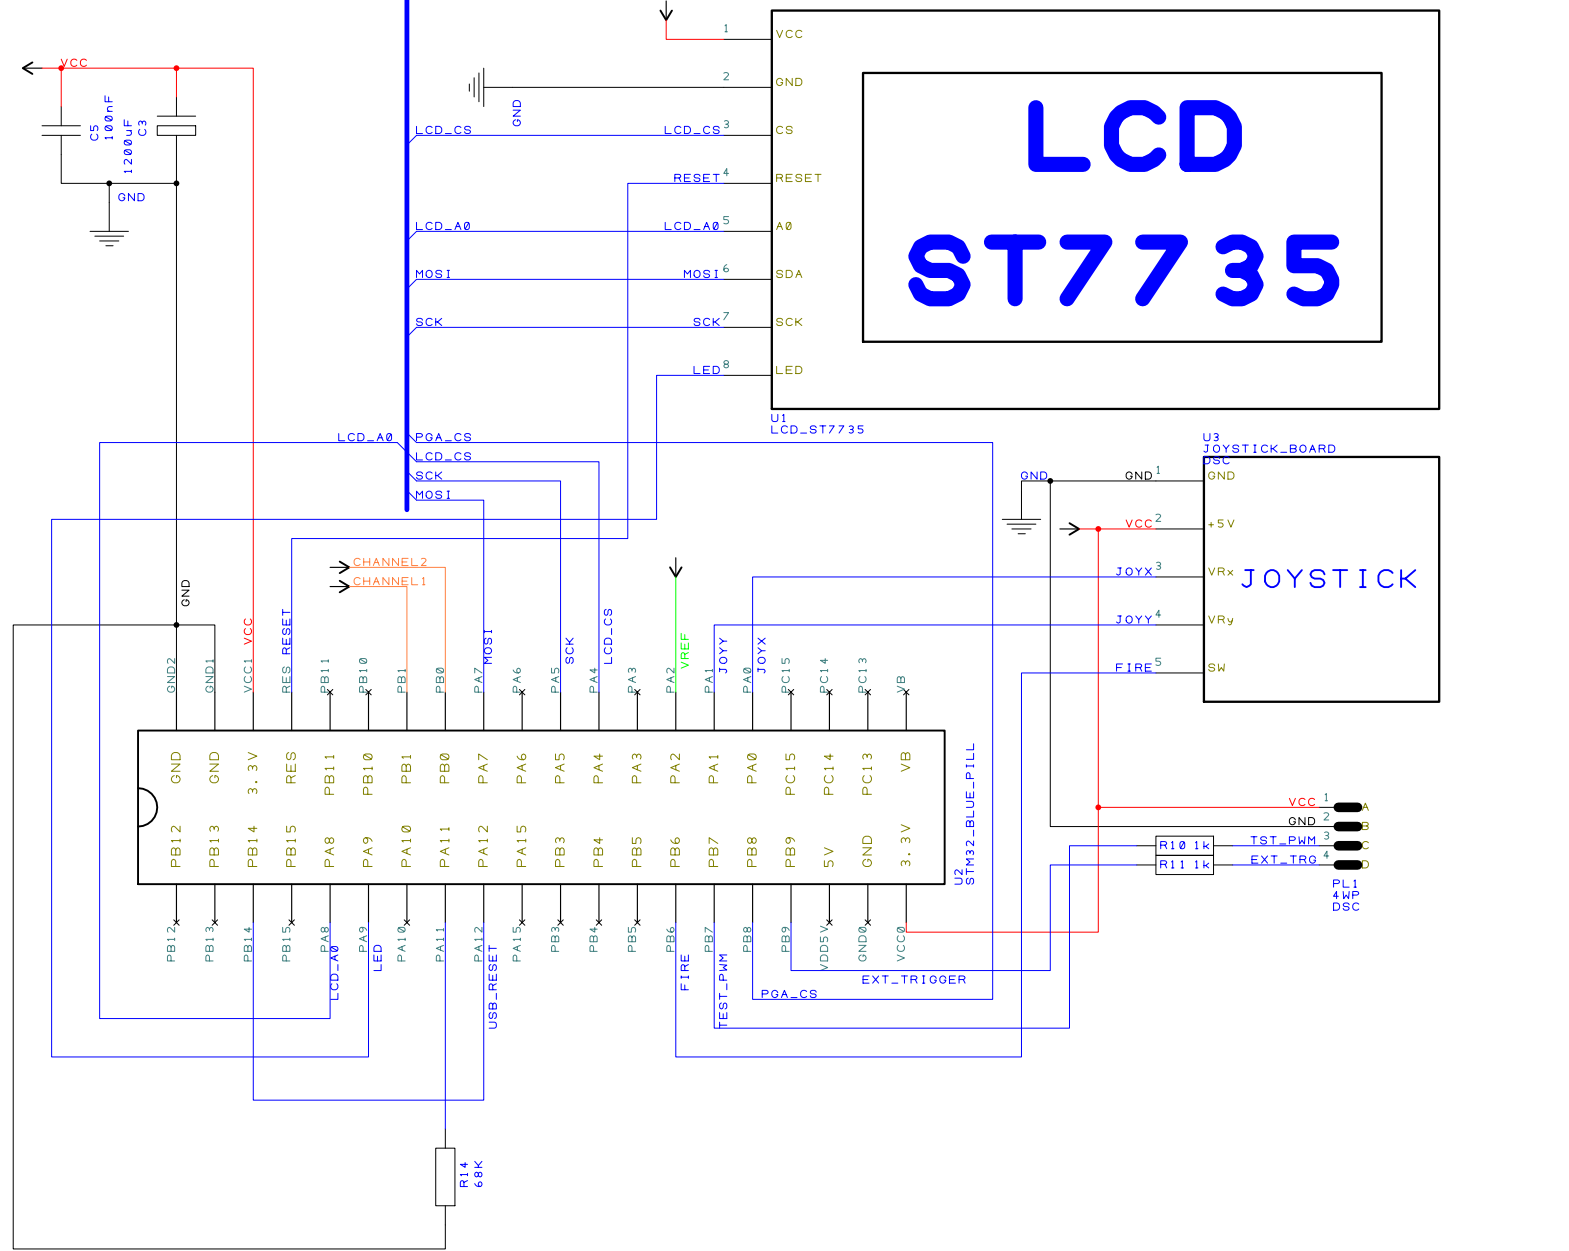 VCC
C5
100nF
1200uF
C3
GND
GND
LCD_CS
LCD_A0
MOSI
SCK
1
2
LCD_CS 3
RESET 4
LCD_A0 5
MOSI 6
SCK 7
LED 8
VCC
GND
CS
RESET
A0
SDA
SCK
LED
LCD
ST7735
U1
LCD_ST7735
LCD_A0
PGA_CS
LCD_CS
SCK
MOSI
U3
JOYSTICK_BOARD
DSC
GND
GND 1
VCC 2
JOYX 3
JOYY 4
FIRE 5
GND
+5V
VRx
VRy
SW
JOYSTICK
CHANNEL2
CHANNEL1
GND
VCC
RESET
MOSI
SCK
LCD_CS
VREF
JOYY
JOYX
GND2
GND1
VCC1
RES
PB11
PB10
PB1
PB0
PA7
PA6
PA5
PA4
PA3
PA2
PA1
PA0
PC15
PC14
PC13
VB
GND
GND
3.3V
RES
PB11
PB10
PB1
PB0
PA7
PA6
PA5
PA4
PA3
PA2
PA1
PA0
PC15
PC14
PC13
VB
PB12
PB13
PB14
PB15
PA8
PA9
PA10
PA11
PA12
PA15
PB3
PB4
PB5
PB6
PB7
PB8
PB9
5V
GND
3.3V
U2
STM32_BLUE_PILL
PB12
PB13
PB14
PB15
PA8
PA9
PA10
PA11
PA12
PA15
PB3
PB4
PB5
PB6
PB7
PB8
PB9
VDD5V
GND0
VCC0
LCD_A0
LED
USB_RESET
FIRE
TEST_PWM
PGA_CS
EXT_TRIGGER
VCC 1 A
GND 2 B
R10 1k TST_PWM 3 C
R11 1k EXT_TRG 4 D
PL1
4WP
DSC
R14
68K